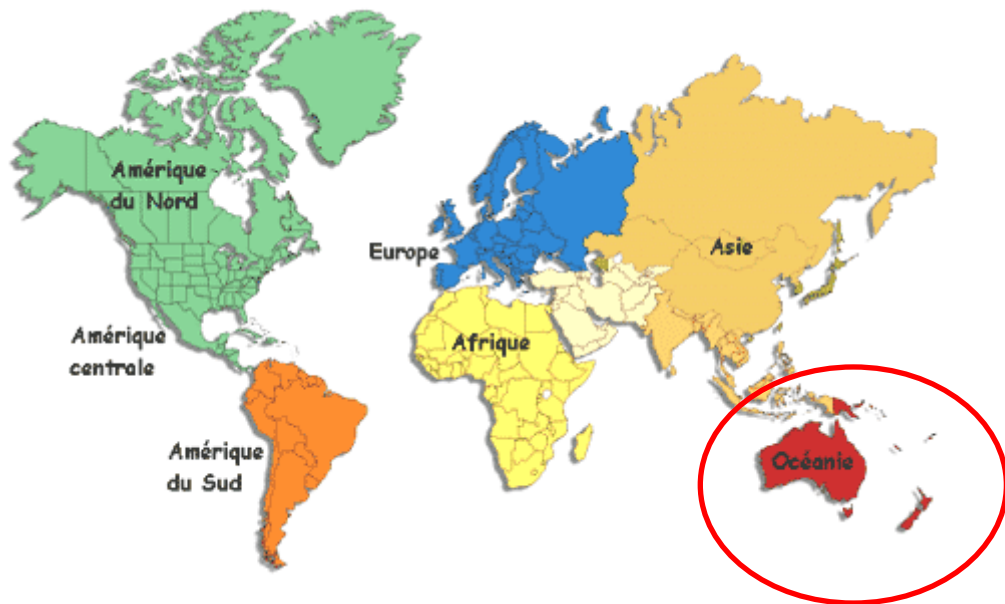 Amérique
du Nord
Europe
Asie
Amérique
centrale
Afrique
Amérique
du Sud
Océanie